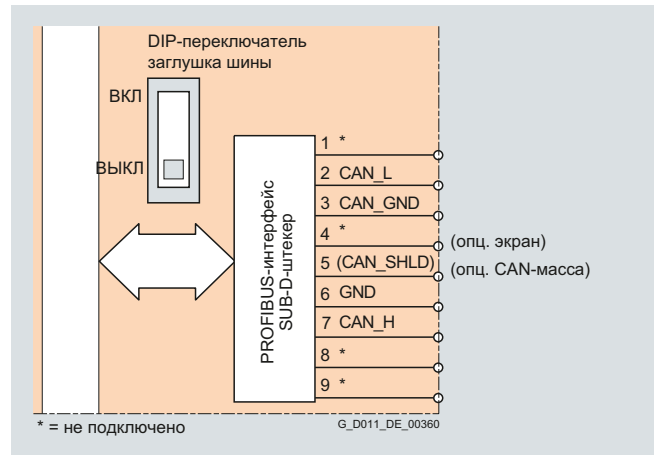 DIP-переключатель
заглушка шины
ВКЛ
ВЫКЛ
PROFIBUS-интерфейс
SUB-D-штекер
1 *
2 CAN_L
3 CAN_GND
4 *
(опц. экран)
5 (CAN_SHLD)
(опц. CAN-масса)
6 GND
7 CAN_H
8 *
9 *
* = не подключено
G_D011_DE_00360